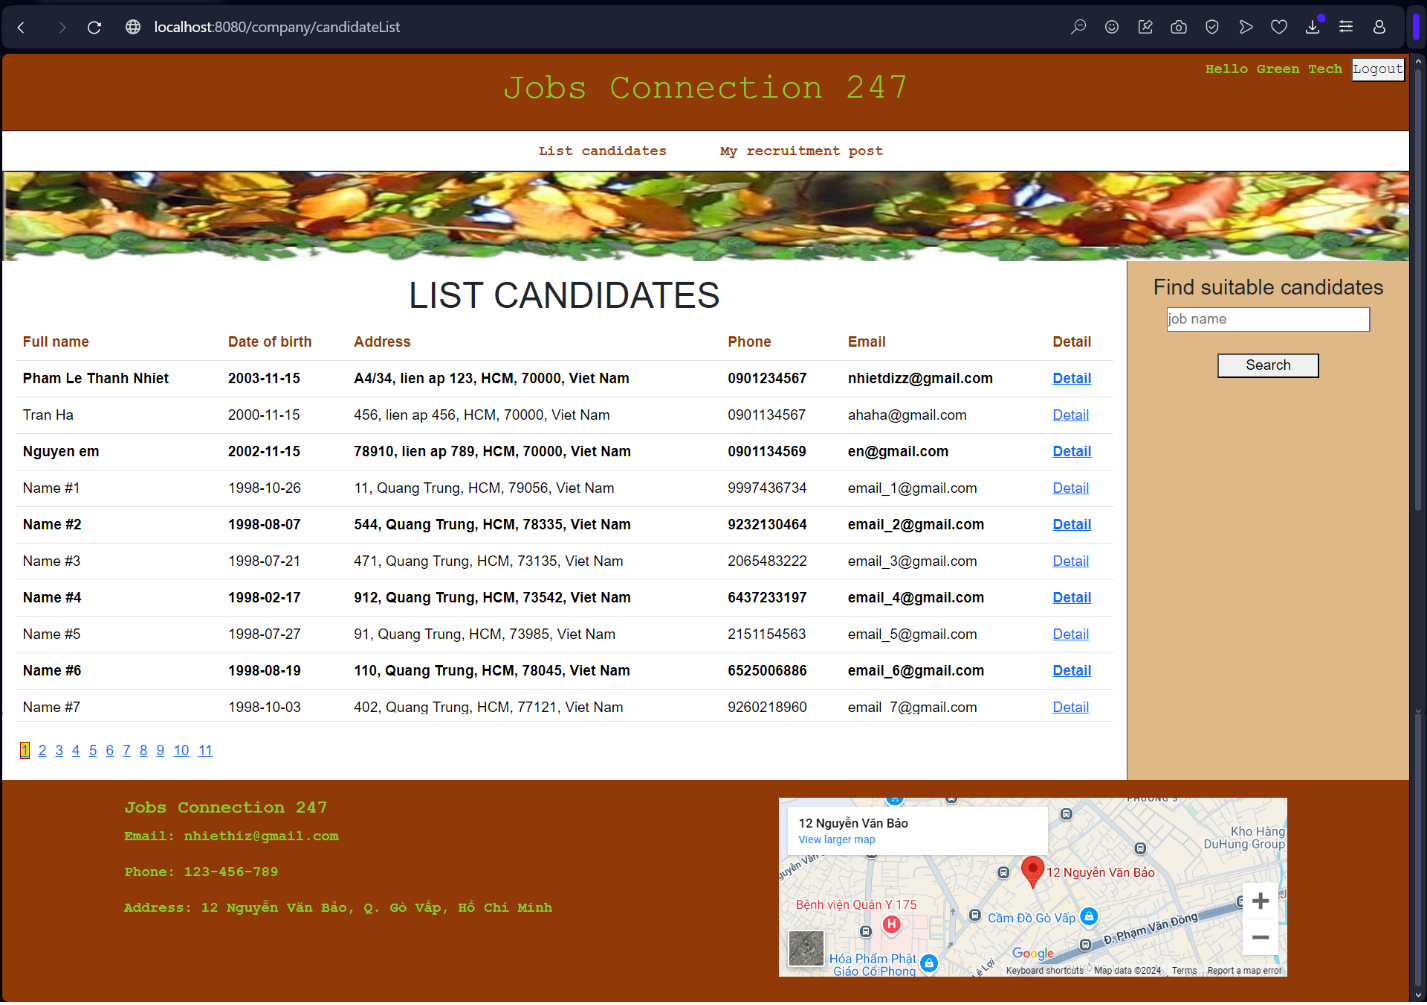 localhost:8080/company/candidateList
Hello Green Tech Logout
Jobs Connection 247
List candidates My recruitment post
LIST CANDIDATES
Find suitable candidates
job name
Search
Full name Date of birth Address Phone Email Detail
Pham Le Thanh Nhiet 2003-11-15 A4/34, lien ap 123, HCM, 70000, Viet Nam 0901234567 nhietdizz@gmail.com Detail
Tran Ha 2000-11-15 456, lien ap 456, HCM, 70000, Viet Nam 0901134567 ahaha@gmail.com Detail
Nguyen em 2002-11-15 78910, lien ap 789, HCM, 70000, Viet Nam 0901134569 en@gmail.com Detail
Name #1 1998-10-26 11, Quang Trung, HCM, 79056, Viet Nam 9997436734 email_1@gmail.com Detail
Name #2 1998-08-07 544, Quang Trung, HCM, 78335, Viet Nam 9232130464 email_2@gmail.com Detail
Name #3 1998-07-21 471, Quang Trung, HCM, 73135, Viet Nam 2065483222 email_3@gmail.com Detail
Name #4 1998-02-17 912, Quang Trung, HCM, 73542, Viet Nam 6437233197 email_4@gmail.com Detail
Name #5 1998-07-27 91, Quang Trung, HCM, 73985, Viet Nam 2151154563 email_5@gmail.com Detail
Name #6 1998-08-19 110, Quang Trung, HCM, 78045, Viet Nam 6525006886 email_6@gmail.com Detail
Name #7 1998-10-03 402, Quang Trung, HCM, 77121, Viet Nam 9260218960 email_7@gmail.com Detail
1 2 3 4 5 6 7 8 9 10 11
Jobs Connection 247
Email: nhiethiz@gmail.com
Phone: 123-456-789
Address: 12 Nguyễn Văn Bảo, Q. Gò Vấp, Hồ Chí Minh
PHƯỜNG 5
12 Nguyễn Văn Bảo
View larger map
Kho Hàng
DuHung Group
guyễn Văn
12 Nguyễn Văn Bảo
Bệnh viện Quân Y 175
H
Cầm Đồ Gò Vấp
Đ. Phạm Văn Đồng
Hóa Phẩm Phật
Giáo Cổ Phong
Lê Lợi
Google
Keyboard shortcuts Map data ©2024 Terms Report a map error